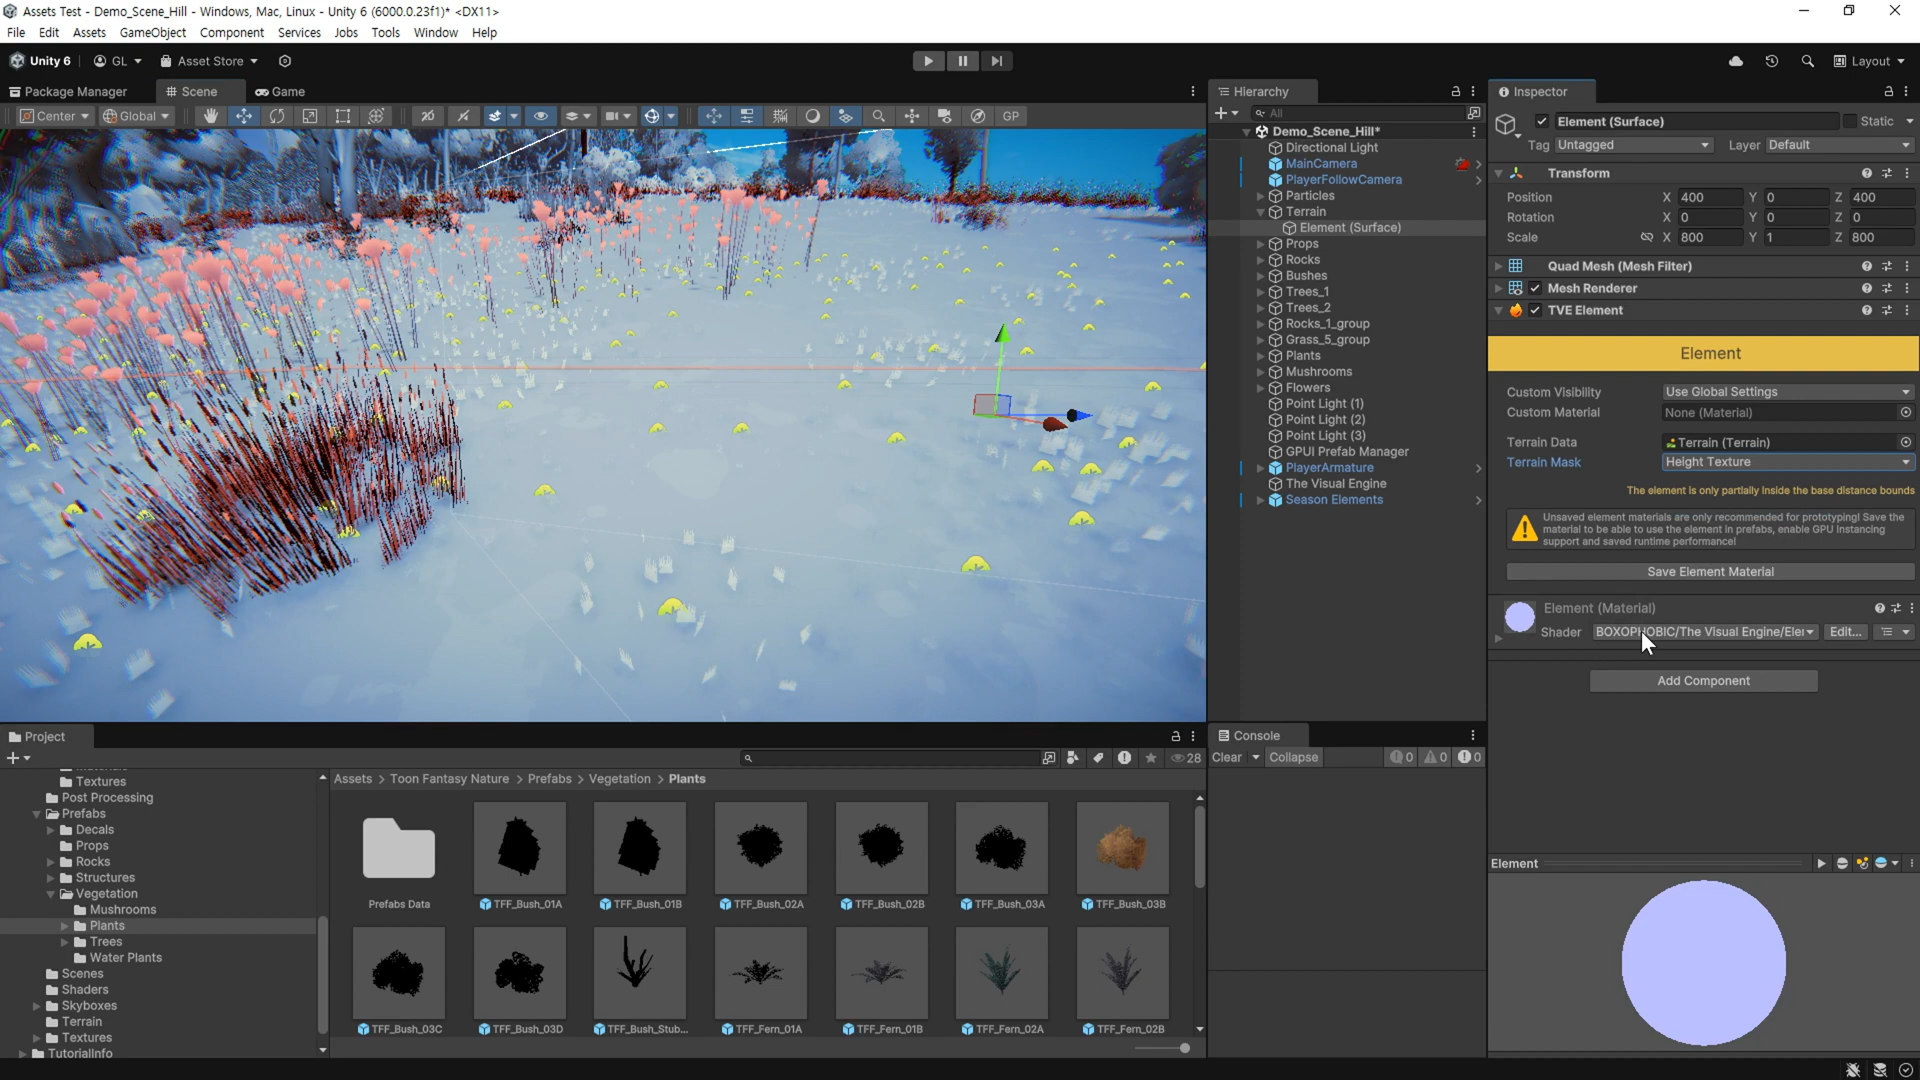 Assets Test - Demo_Scene_Hill - Windows, Mac, Linux - Unity 6 (6000.0.23f1)* <DX11>
File Edit Assets GameObject Component Services Jobs Tools Window Help
Unity 6 GL Asset Store Layout
Package Manager Scene Game
Center Global GP
Hierarchy
All
Demo_Scene_Hill*
Directional Light
MainCamera
PlayerFollowCamera
Particles
Terrain
Element (Surface)
Props
Rocks
Bushes
Trees_1
Trees_2
Rocks_1_group
Grass_5_group
Plants
Mushrooms
Flowers
Point Light (1)
Point Light (2)
Point Light (3)
GPUI Prefab Manager
PlayerArmature
The Visual Engine
Season Elements
Inspector
Element (Surface) Static
Tag Untagged Layer Default
Transform
Position X 400 Y 0 Z 400
Rotation X 0 Y 0 Z 0
Scale X 800 Y 1 Z 800
Quad Mesh (Mesh Filter)
Mesh Renderer
TVE Element
Element
Custom Visibility Use Global Settings
Custom Material None (Material)
Terrain Data Terrain (Terrain)
Terrain Mask Height Texture
The element is only partially inside the base distance bounds
Unsaved element materials are only recommended for prototyping! Save the
material to be able to use the element in prefabs, enable GPU Instancing
support and saved runtime performance!
Save Element Material
Element (Material)
Shader BOXOPHOBIC/The Visual Engine/Eler Edit...
Add Component
Element
Project
28
Textures
Post Processing
Prefabs
Decals
Props
Rocks
Structures
Vegetation
Mushrooms
Plants
Trees
Water Plants
Scenes
Shaders
Skyboxes
Terrain
Textures
TutorialInfo
Assets > Toon Fantasy Nature > Prefabs > Vegetation > Plants
Prefabs Data TFF_Bush_01A TFF_Bush_01B TFF_Bush_02A TFF_Bush_02B TFF_Bush_03A TFF_Bush_03B
TFF_Bush_03C TFF_Bush_03D TFF_Bush_Stub... TFF_Fern_01A TFF_Fern_01B TFF_Fern_02A TFF_Fern_02B
Console
Clear Collapse 0 0 0